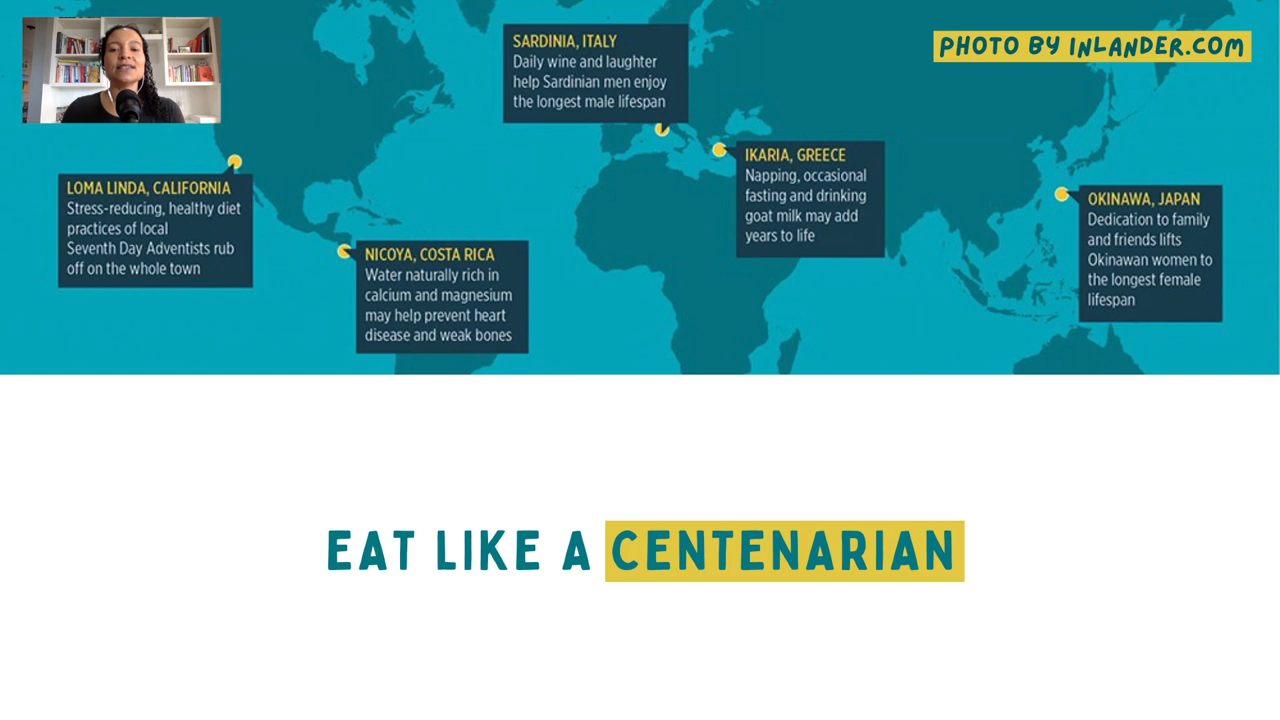 PHOTO BY INLANDER.COM
SARDINIA, ITALY
Daily wine and laughter
help Sardinian men enjoy
the longest male lifespan
IKARIA, GREECE
Napping, occasional
fasting and drinking
goat milk may add
years to life
LOMA LINDA, CALIFORNIA
Stress-reducing, healthy diet
practices of local
Seventh Day Adventists rub
off on the whole town
OKINAWA, JAPAN
Dedication to family
and friends lifts
Okinawan women to
the longest female
lifespan
NICOYA, COSTA RICA
Water naturally rich in
calcium and magnesium
may help prevent heart
disease and weak bones
EAT LIKE A CENTENARIAN